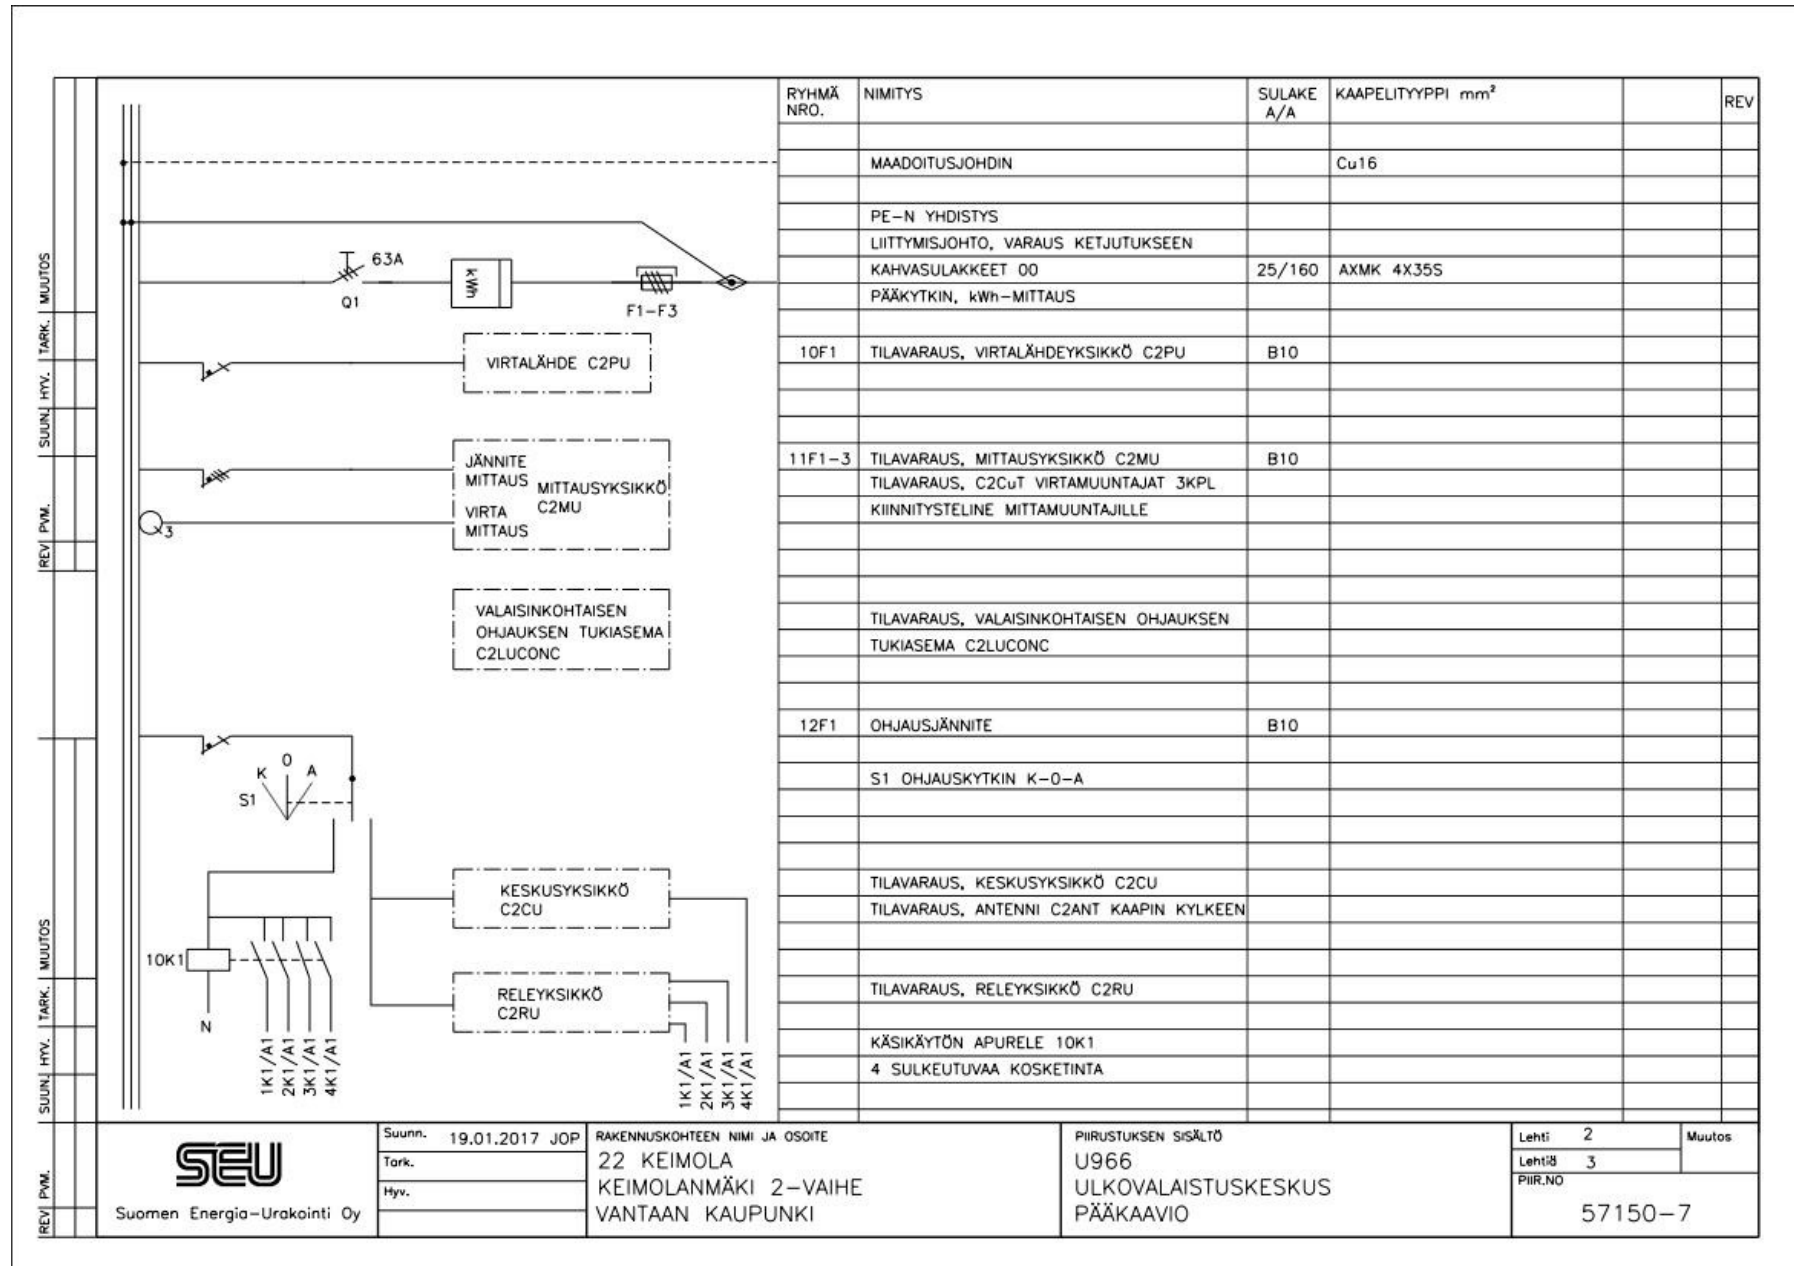 RYHMÄ NRO. NIMITYS SULAKE A/A KAAPELITYYPPI mm² REV
MAADOITUSJOHDIN Cu16
PE-N YHDISTYS
LIITTYMISJOHTO, VARAUS KETJUTUKSEEN
KAHVASULAKKEET 00 25/160 AXMK 4X35S
PÄÄKYTKIN, kWh-MITTAUS
10F1 TILAVARAUS, VIRTALÄHDEYKSIKKÖ C2PU B10
11F1-3 TILAVARAUS, MITTAUSYKSIKKÖ C2MU B10
TILAVARAUS, C2CuT VIRTAMUUNTAJAT 3KPL
KIINNITYSTELINE MITTAMUUNTAJILLE
TILAVARAUS, VALAISINKOHTAISEN OHJAUKSEN
TUKIASEMA C2LUCONC
12F1 OHJAUSJÄNNITE B10
S1 OHJAUSKYTKIN K-0-A
TILAVARAUS, KESKUSYKSIKKÖ C2CU
TILAVARAUS, ANTENNI C2ANT KAAPIN KYLKEEN
TILAVARAUS, RELEYKSIKKÖ C2RU
KÄSIKÄYTÖN APURELE 10K1
4 SULKEUTUVAA KOSKETINTA
63A
Q1
kWh
F1-F3
VIRTALÄHDE C2PU
JÄNNITE
MITTAUS
MITTAUSYKSIKKÖ
C2MU
VIRTA
MITTAUS
3
VALAISINKOHTAISEN
OHJAUKSEN TUKIASEMA
C2LUCONC
K 0 A
S1
KESKUSYKSIKKÖ
C2CU
10K1
N
RELEYKSIKKÖ
C2RU
1K1/A1
2K1/A1
3K1/A1
4K1/A1
1K1/A1
2K1/A1
3K1/A1
4K1/A1
MUUTOS
TARK.
HYV.
SUUN.
PVM.
REV
MUUTOS
TARK.
HYV.
SUUN.
PVM.
REV
SEU
Suomen Energia-Urakointi Oy
Suunn. 19.01.2017 JOP
Tark.
Hyv.
RAKENNUSKOHTEEN NIMI JA OSOITE
22 KEIMOLA
KEIMOLANMÄKI 2-VAIHE
VANTAAN KAUPUNKI
PIIRUSTUKSEN SISÄLTÖ
U966
ULKOVALAISTUSKESKUS
PÄÄKAAVIO
Lehti 2
Lehtiä 3
Muutos
PIIR.NO
57150-7